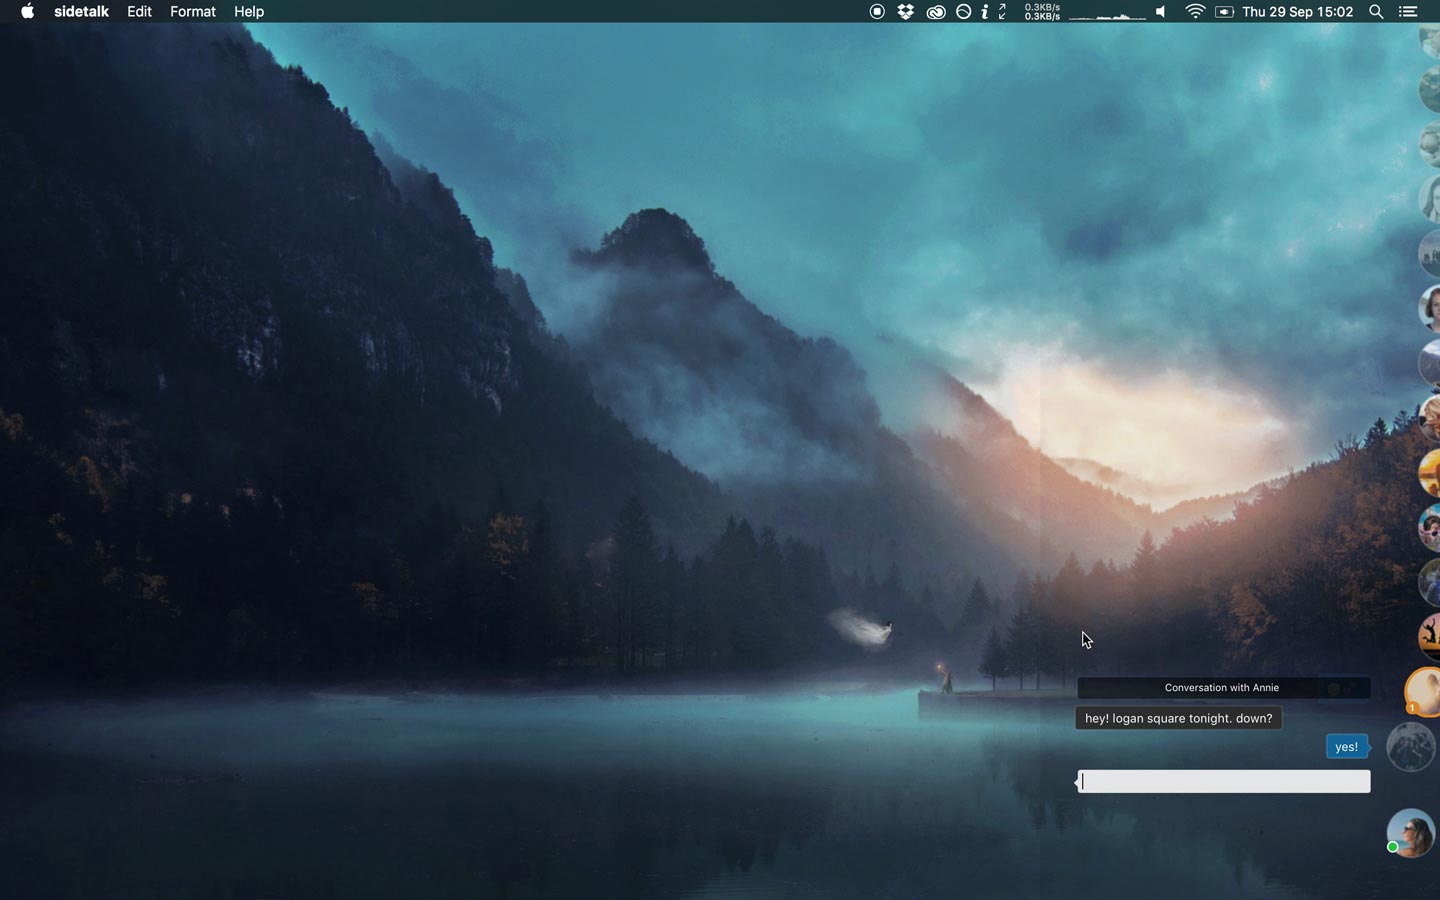 sidetalk Edit Format Help
0.3KB/s
0.3KB/s
Thu 29 Sep 15:02
Conversation with Annie
hey! logan square tonight. down?
yes!
1